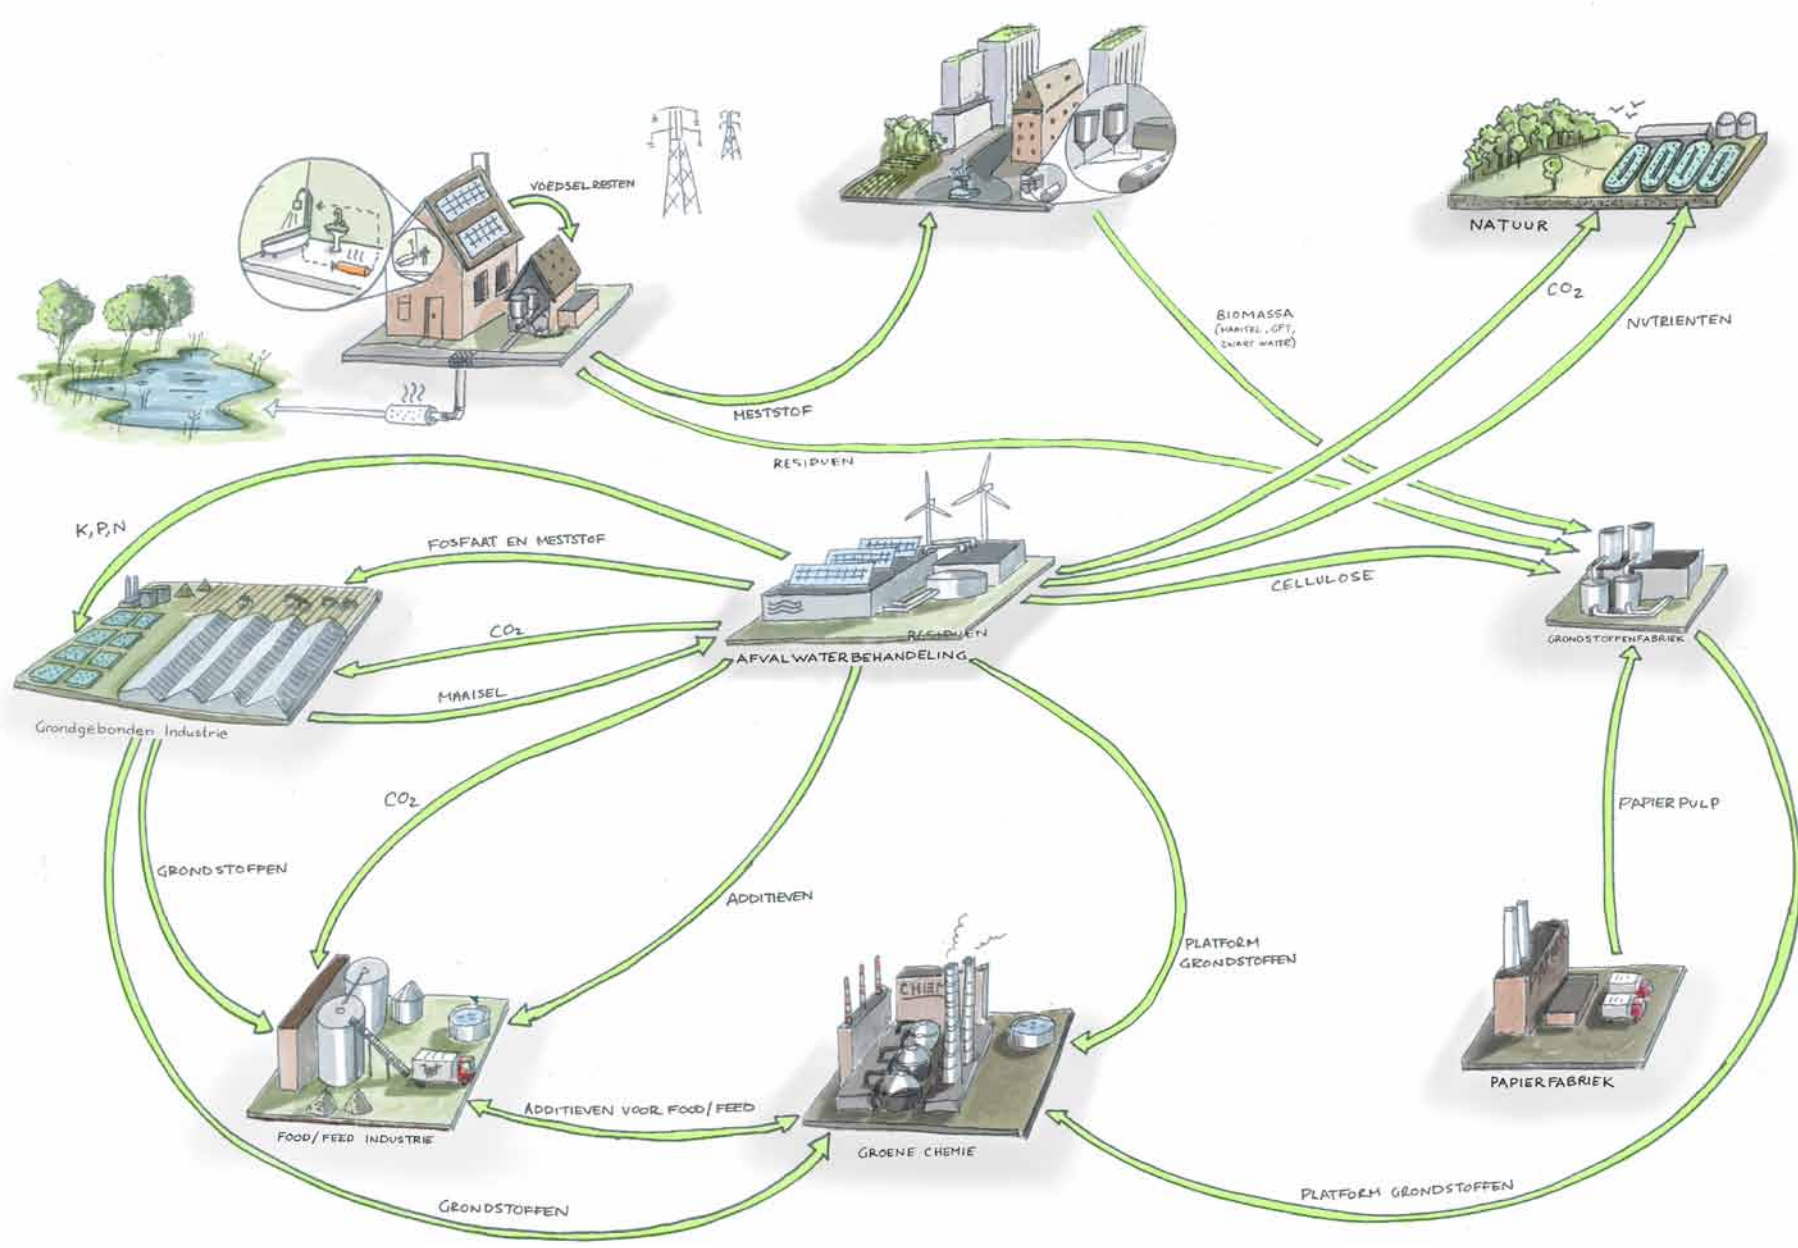 VOEDSELRESTEN
NATUUR
CO2
NUTRIENTEN
BIOMASSA
(MAAISEL, GFT,
ZWART WATER)
MESTSTOF
RESIDUEN
K,P,N
FOSFAAT EN MESTSTOF
CELLULOSE
CO2
RESIDUEN
AFVALWATERBEHANDELING
GRONDSTOFFENFABRIEK
MAAISEL
Grondgebonden Industrie
CO2
PAPIERPULP
GRONDSTOFFEN
ADDITIEVEN
PLATFORM
GRONDSTOFFEN
CHIEM
PAPIERFABRIEK
ADDITIEVEN VOOR FOOD/FEED
FOOD/FEED INDUSTRIE
GROENE CHEMIE
PLATFORM GRONDSTOFFEN
GRONDSTOFFEN